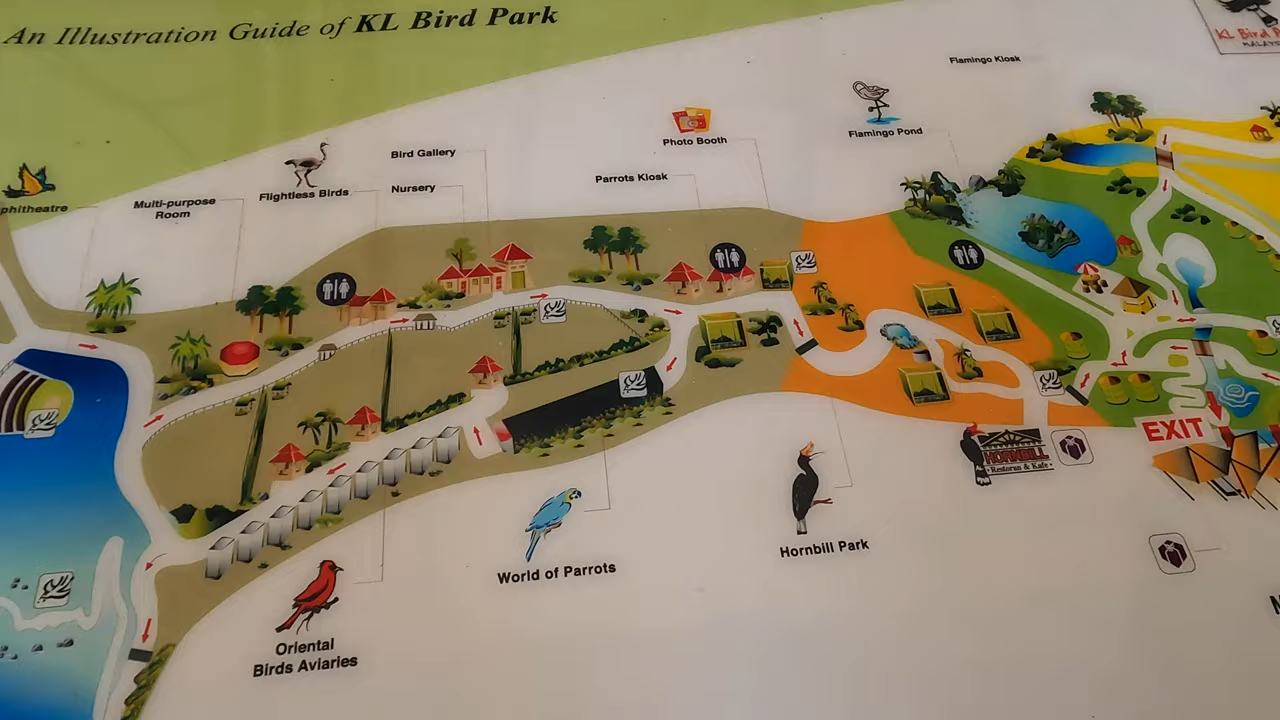 An Illustration Guide of KL Bird Park
KL Bird
Flamingo Kiosk
Photo Booth
Flamingo Pond
Bird Gallery
Parrots Kiosk
Flightless Birds
Nursery
Multi-purpose
Room
phitheatre
EXIT
HORNBILL
Restoran & Kafe
Hornbill Park
World of Parrots
Oriental
Birds Aviaries